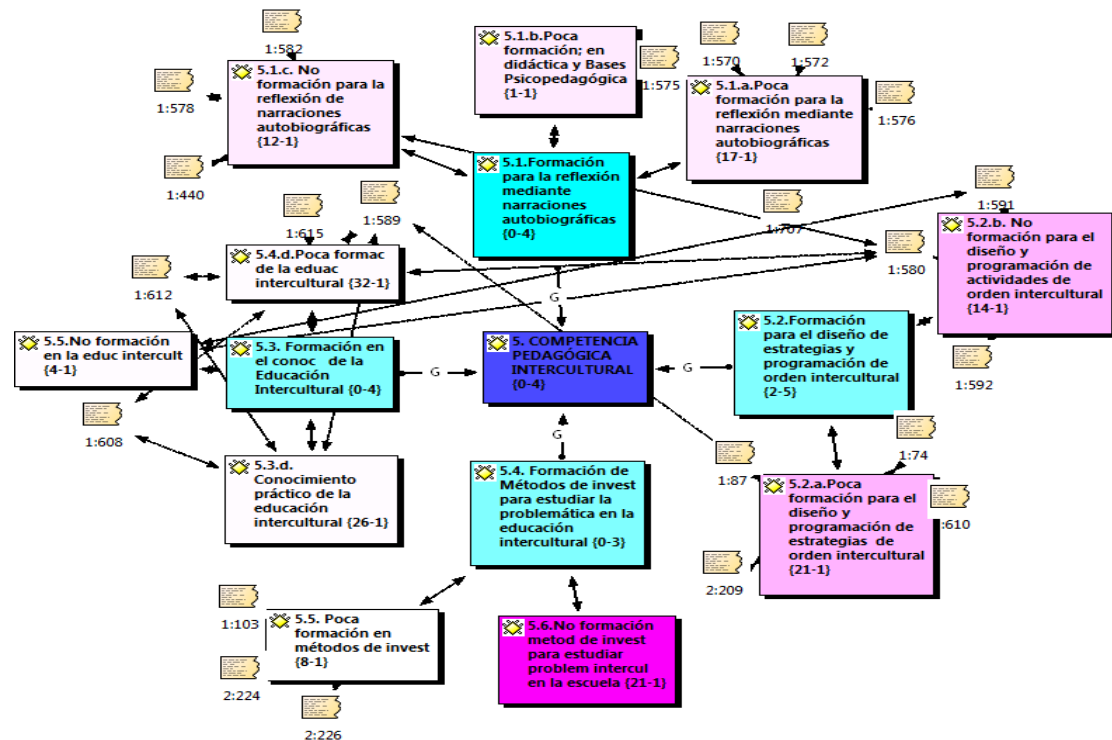 1:582
5.1.b.Poca
formación; en
didáctica y Bases
Psicopedagógica
{1-1}
1:570
1:572
5.1.c. No
formación para la
reflexión de
narraciones
autobiográficas
{12-1}
1:578
1:575
5.1.a.Poca
formación para la
reflexión mediante
narraciones
autobiográficas
{17-1}
1:576
1:440
5.1.Formación
para la reflexión
mediante
narraciones
autobiográficas
{0-4}
1:589
1:615
1:591
1:707
5.2.b. No
formación para el
diseño y
programación de
actividades de
orden intercultural
{14-1}
5.4.d.Poca formac
de la eduac
intercultural {32-1}
1:580
1:612
G
5.5.No formación
en la educ intercult
{4-1}
5.3. Formación en
el conoc de la
Educación
Intercultural {0-4}
G
5. COMPETENCIA
PEDAGÓGICA
INTERCULTURAL
{0-4}
G
5.2.Formación
para el diseño de
estrategias y
programación de
orden intercultural
{2-5}
1:592
1:608
G
5.3.d.
Conocimiento
práctico de la
educación
intercultural {26-1}
5.4. Formación de
Métodos de invest
para estudiar la
problemática en la
educación
intercultural {0-3}
1:87
1:74
5.2.a.Poca
formación para el
diseño y
programación de
estrategias de
orden intercultural
{21-1}
:610
2:209
1:103
5.5. Poca
formación en
métodos de invest
{8-1}
5.6.No formación
metod de invest
para estudiar
problem intercul
en la escuela {21-1}
2:224
2:226